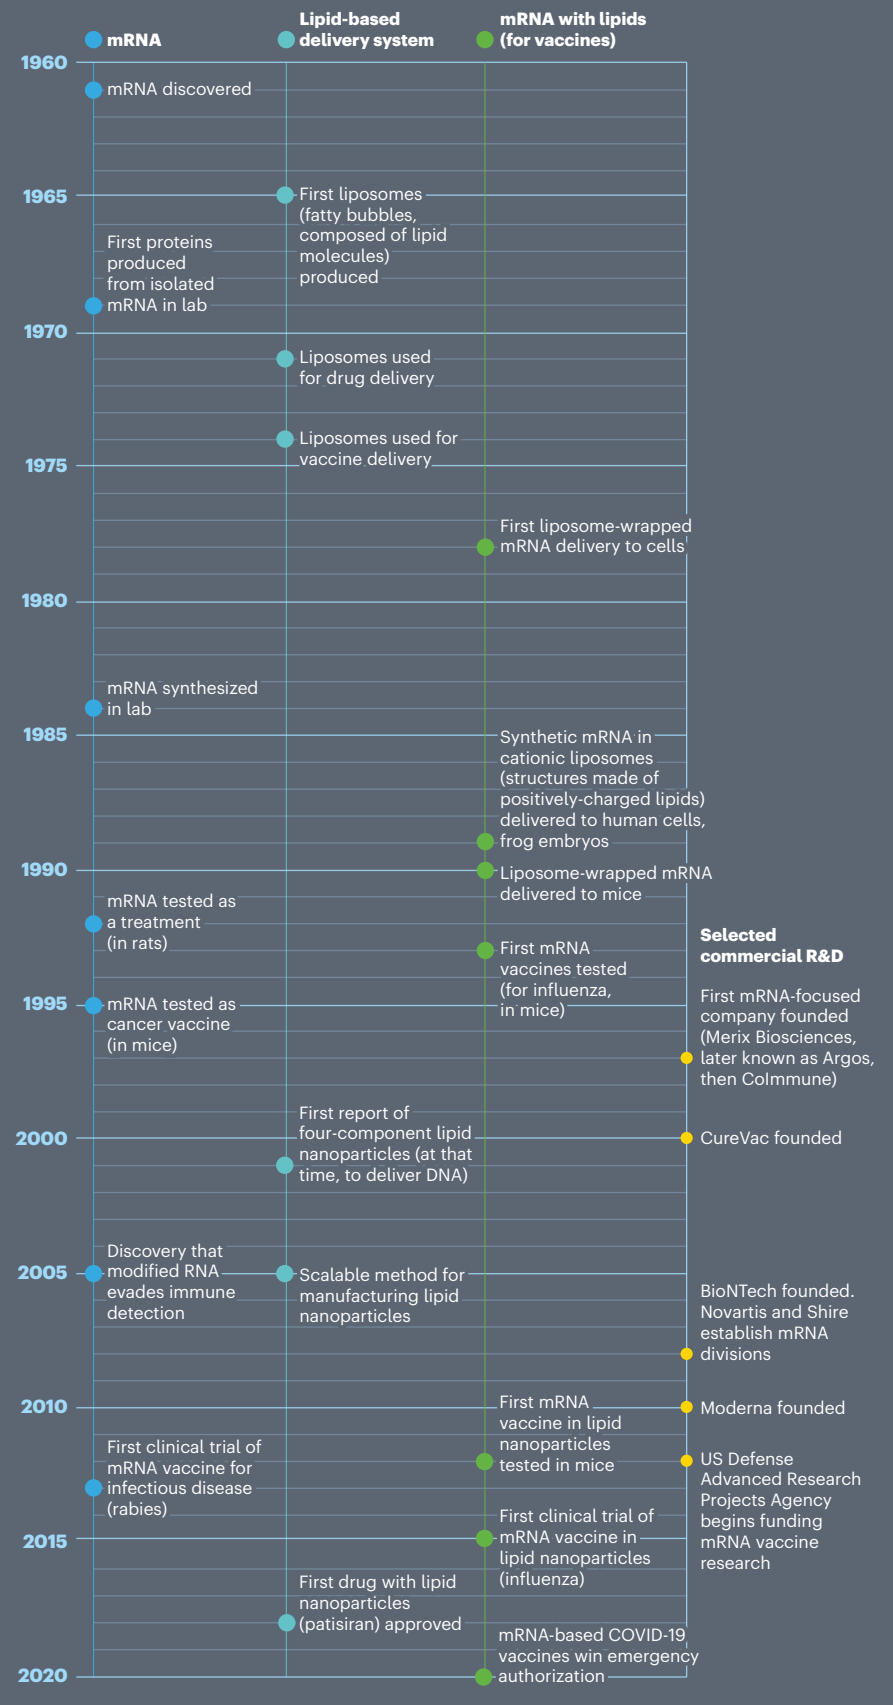 mRNA
Lipid-based
delivery system
mRNA with lipids
(for vaccines)
1960
mRNA discovered
1965
First liposomes
(fatty bubbles,
composed of lipid
molecules)
produced
First proteins
produced
from isolated
mRNA in lab
1970
Liposomes used
for drug delivery
Liposomes used for
vaccine delivery
1975
First liposome-wrapped
mRNA delivery to cells
1980
mRNA synthesized
in lab
1985
Synthetic mRNA in
cationic liposomes
(structures made of
positively-charged lipids)
delivered to human cells,
frog embryos
1990
Liposome-wrapped mRNA
delivered to mice
mRNA tested as
a treatment
(in rats)
First mRNA
vaccines tested
(for influenza,
in mice)
Selected
commercial R&D
1995
mRNA tested as
cancer vaccine
(in mice)
First mRNA-focused
company founded
(Merix Biosciences,
later known as Argos,
then CoImmune)
2000
First report of
four-component lipid
nanoparticles (at that
time, to deliver DNA)
CureVac founded
2005
Discovery that
modified RNA
evades immune
detection
Scalable method for
manufacturing lipid
nanoparticles
BioNTech founded.
Novartis and Shire
establish mRNA
divisions
2010
Moderna founded
First mRNA
vaccine in lipid
nanoparticles
tested in mice
First clinical trial of
mRNA vaccine for
infectious disease
(rabies)
US Defense
Advanced Research
Projects Agency
begins funding
mRNA vaccine
research
2015
First clinical trial of
mRNA vaccine in
lipid nanoparticles
(influenza)
First drug with lipid
nanoparticles
(patisiran) approved
mRNA-based COVID-19
vaccines win emergency
authorization
2020